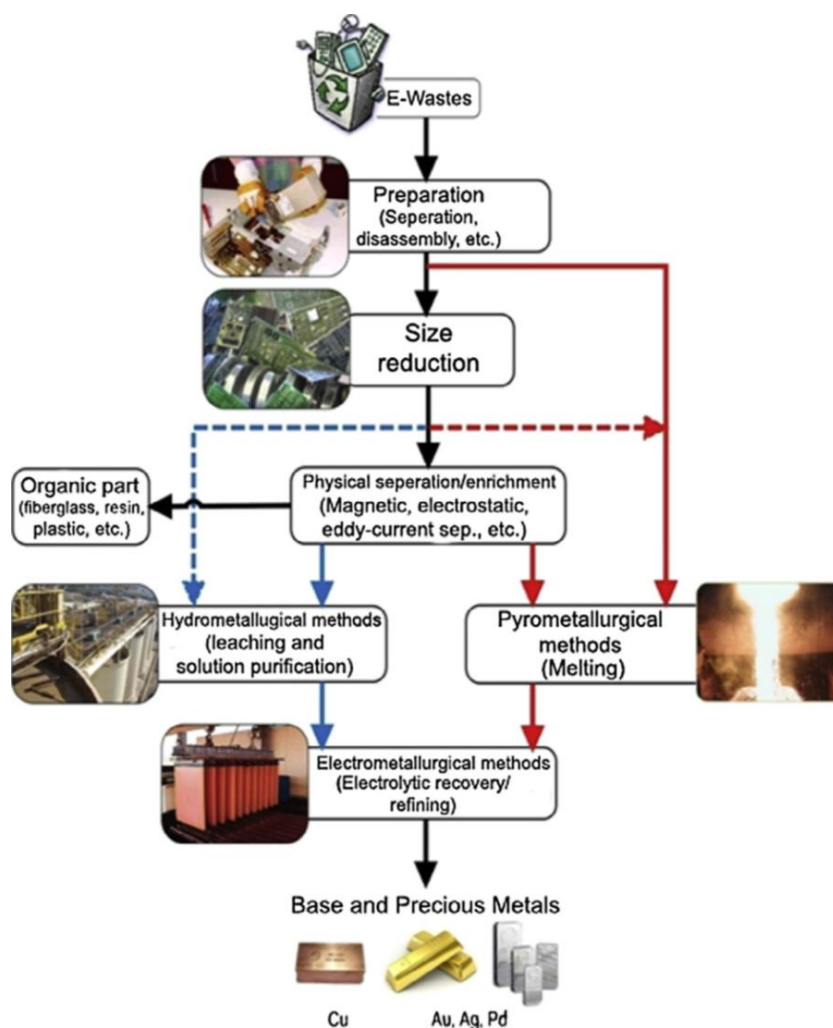 E-Wastes
Preparation
(Seperation,
disassembly, etc.)
Size
reduction
Physical seperation/enrichment
(Magnetic, electrostatic,
eddy-current sep., etc.)
Organic part
(fiberglass, resin,
plastic, etc.)
Hydrometallugical methods
(leaching and
solution purification)
Pyrometallurgical
methods
(Melting)
Electrometallurgical methods
(Electrolytic recovery/
refining)
Base and Precious Metals
Cu
Au, Ag, Pd